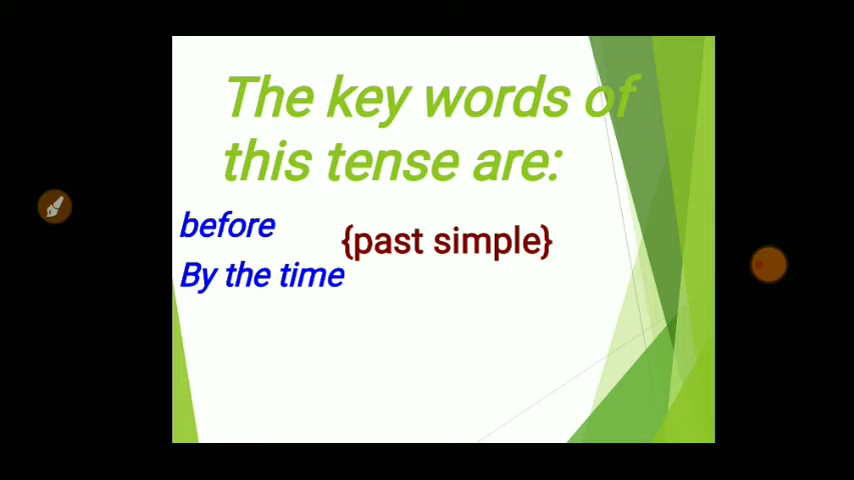 The key words of
this tense are:
before
{past simple}
By the time